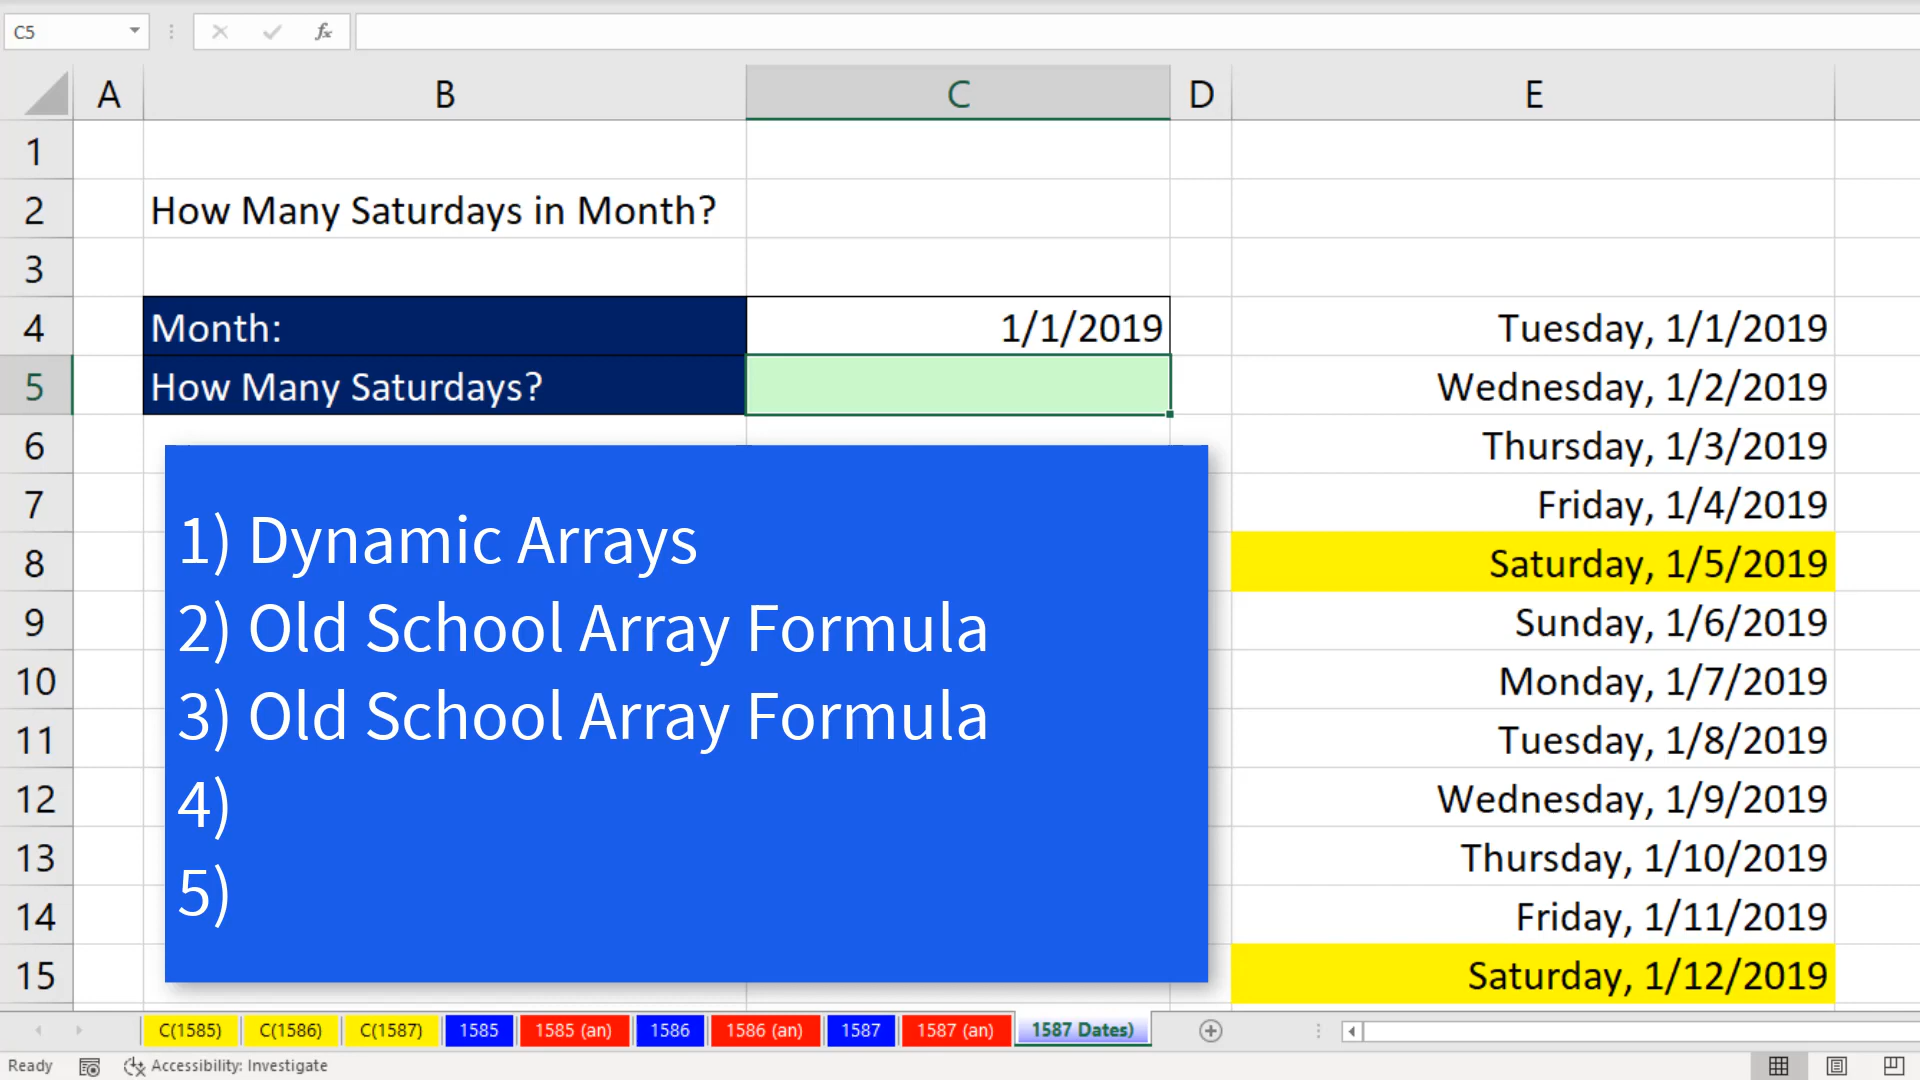 C5
fx
A B C D E
1
2 How Many Saturdays in Month?
3
4 Month: 1/1/2019 Tuesday, 1/1/2019
5 How Many Saturdays? Wednesday, 1/2/2019
6 Thursday, 1/3/2019
7 Friday, 1/4/2019
8 Saturday, 1/5/2019
9 Sunday, 1/6/2019
10 Monday, 1/7/2019
11 Tuesday, 1/8/2019
12 Wednesday, 1/9/2019
13 Thursday, 1/10/2019
14 Friday, 1/11/2019
15 Saturday, 1/12/2019
1) Dynamic Arrays
2) Old School Array Formula
3) Old School Array Formula
4)
5)
C(1585) C(1586) C(1587) 1585 1585 (an) 1586 1586 (an) 1587 1587 (an) 1587 Dates)
Ready Accessibility: Investigate